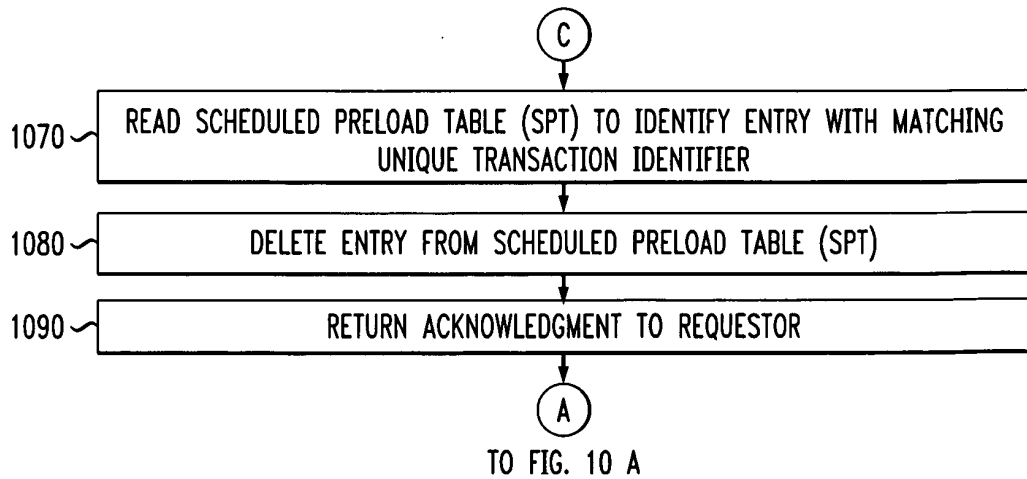 C
1070
READ SCHEDULED PRELOAD TABLE (SPT) TO IDENTIFY ENTRY WITH MATCHING
UNIQUE TRANSACTION IDENTIFIER
1080
DELETE ENTRY FROM SCHEDULED PRELOAD TABLE (SPT)
1090
RETURN ACKNOWLEDGMENT TO REQUESTOR
A
TO FIG. 10 A